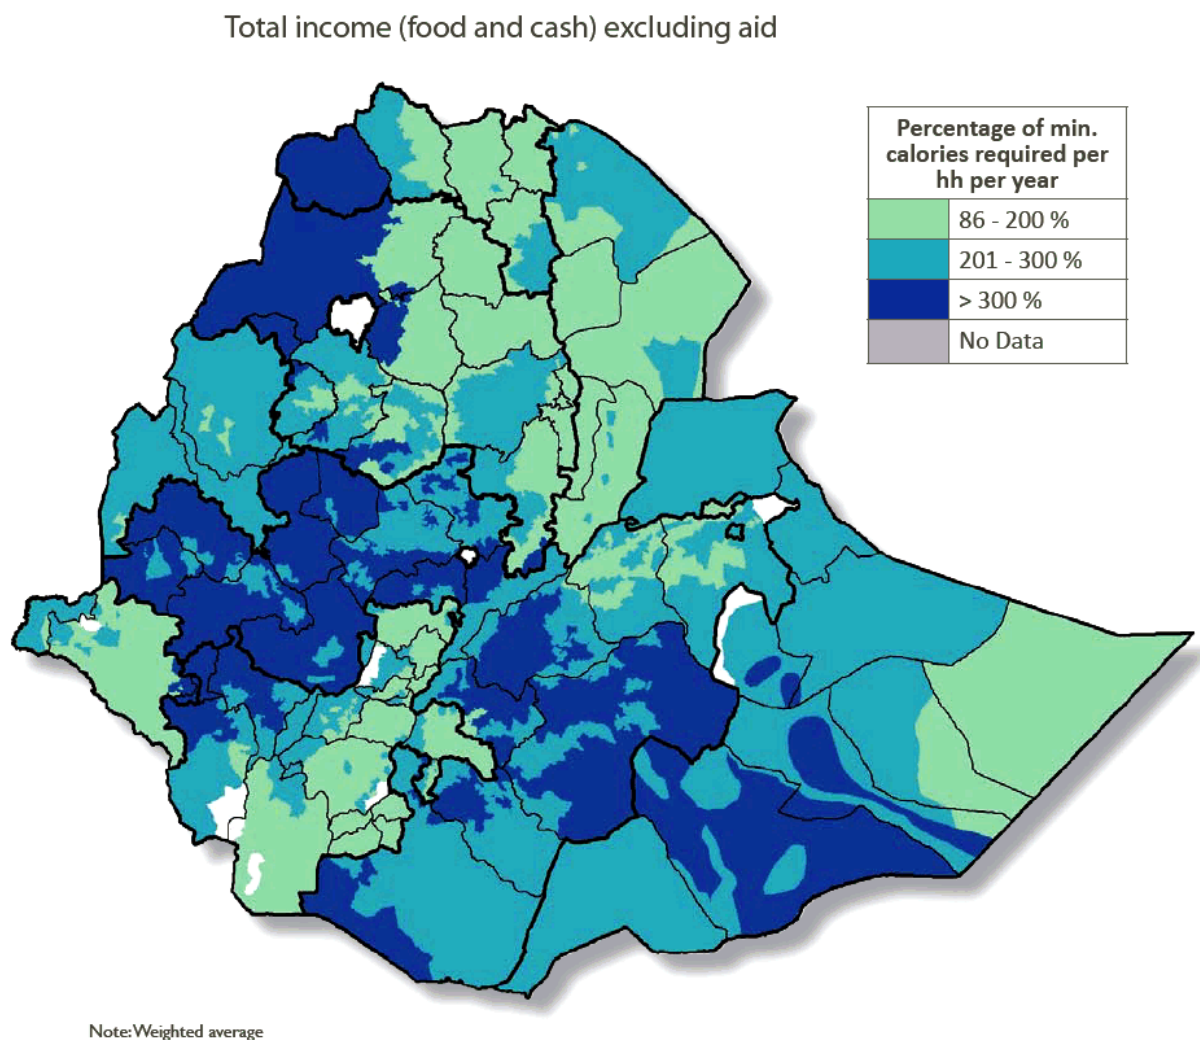 Total income (food and cash) excluding aid
Percentage of min.
calories required per
hh per year
86 - 200 %
201 - 300 %
> 300 %
No Data
Note:Weighted average